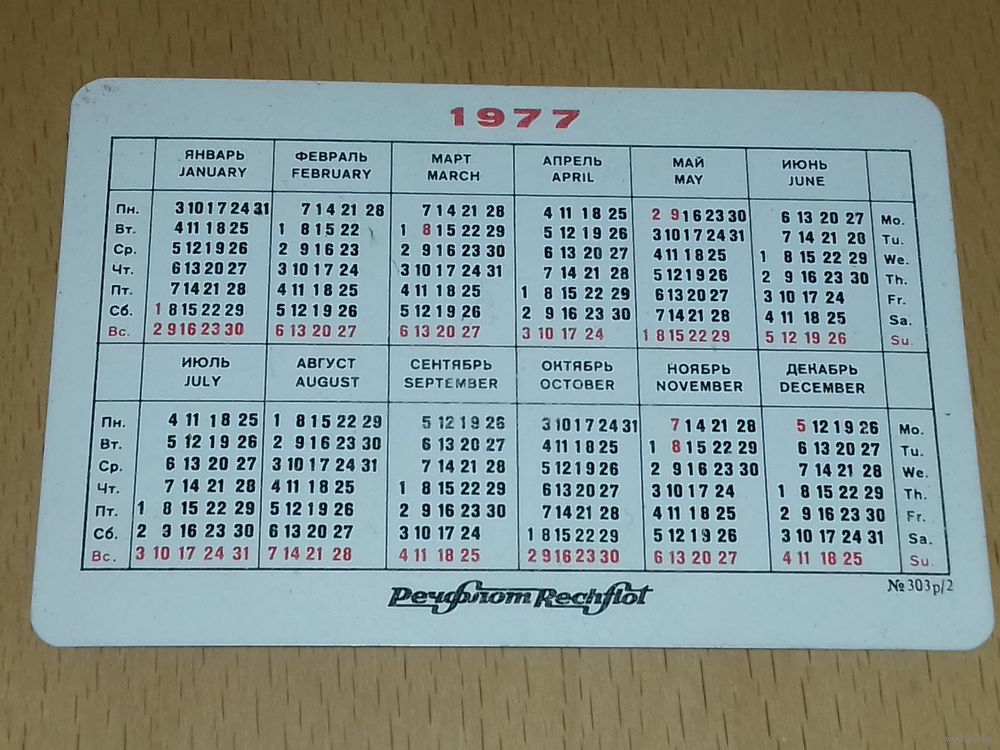 1977
ЯНВАРЬ ФЕВРАЛЬ МАРТ АПРЕЛЬ МАЙ ИЮНЬ
JANUARY FEBRUARY MARCH APRIL MAY JUNE
Пн. 3 10 17 24 31 7 14 21 28 7 14 21 28 4 11 18 25 2 9 16 23 30 6 13 20 27 Mo.
Вт. 4 11 18 25 1 8 15 22 1 8 15 22 29 5 12 19 26 3 10 17 24 31 7 14 21 28 Tu.
Ср. 5 12 19 26 2 9 16 23 2 9 16 23 30 6 13 20 27 4 11 18 25 1 8 15 22 29 We.
Чт. 6 13 20 27 3 10 17 24 3 10 17 24 31 7 14 21 28 5 12 19 26 2 9 16 23 30 Th.
Пт. 7 14 21 28 4 11 18 25 4 11 18 25 1 8 15 22 29 6 13 20 27 3 10 17 24 Fr.
Сб. 1 8 15 22 29 5 12 19 26 5 12 19 26 2 9 16 23 30 7 14 21 28 4 11 18 25 Sa.
Вс. 2 9 16 23 30 6 13 20 27 6 13 20 27 3 10 17 24 1 8 15 22 29 5 12 19 26 Su.
ИЮЛЬ АВГУСТ СЕНТЯБРЬ ОКТЯБРЬ НОЯБРЬ ДЕКАБРЬ
JULY AUGUST SEPTEMBER OCTOBER NOVEMBER DECEMBER
Пн. 4 11 18 25 1 8 15 22 29 5 12 19 26 3 10 17 24 31 7 14 21 28 5 12 19 26 Mo.
Вт. 5 12 19 26 2 9 16 23 30 6 13 20 27 4 11 18 25 1 8 15 22 29 6 13 20 27 Tu.
Ср. 6 13 20 27 3 10 17 24 31 7 14 21 28 5 12 19 26 2 9 16 23 30 7 14 21 28 We.
Чт. 7 14 21 28 4 11 18 25 1 8 15 22 29 6 13 20 27 3 10 17 24 1 8 15 22 29 Th.
Пт. 1 8 15 22 29 5 12 19 26 2 9 16 23 30 7 14 21 28 4 11 18 25 2 9 16 23 30 Fr.
Сб. 2 9 16 23 30 6 13 20 27 3 10 17 24 1 8 15 22 29 5 12 19 26 3 10 17 24 31 Sa.
Вс. 3 10 17 24 31 7 14 21 28 4 11 18 25 2 9 16 23 30 6 13 20 27 4 11 18 25 Su.
Речфлот Rechflot
№ 303р/2